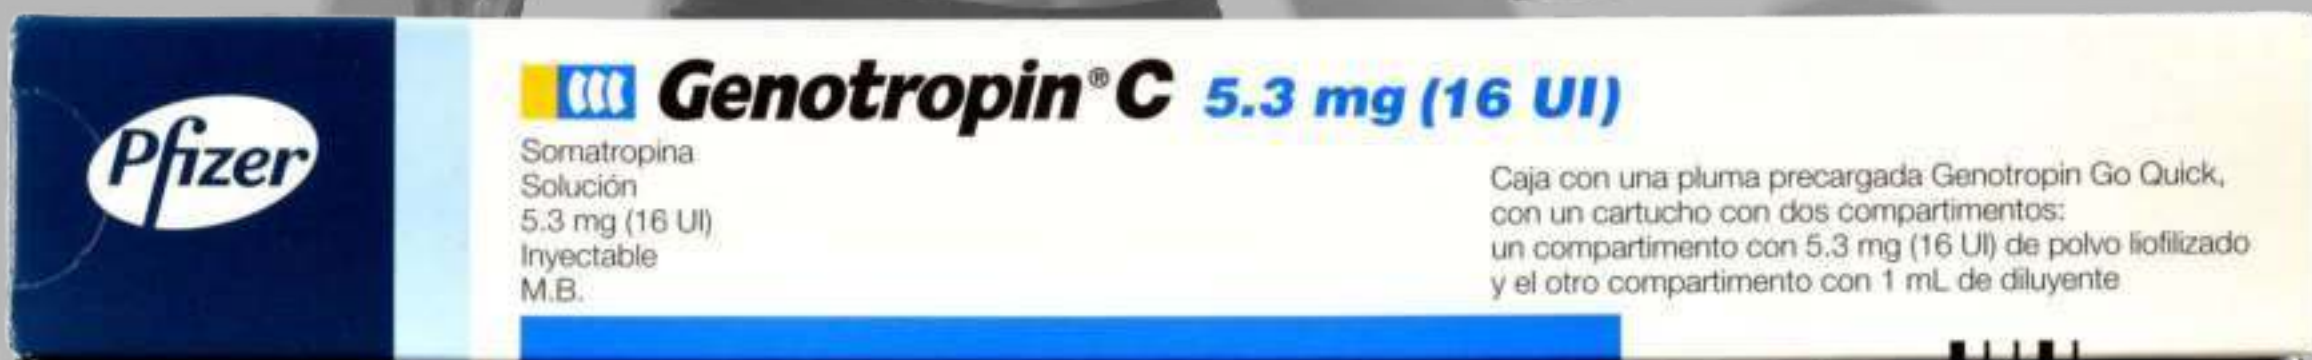 Pfizer
Genotropin® C 5.3 mg (16 UI)
Somatropina
Solución
5.3 mg (16 UI)
Inyectable
M.B.
Caja con una pluma precargada Genotropin Go Quick,
con un cartucho con dos compartimentos:
un compartimento con 5.3 mg (16 UI) de polvo liofilizado
y el otro compartimento con 1 mL de diluyente